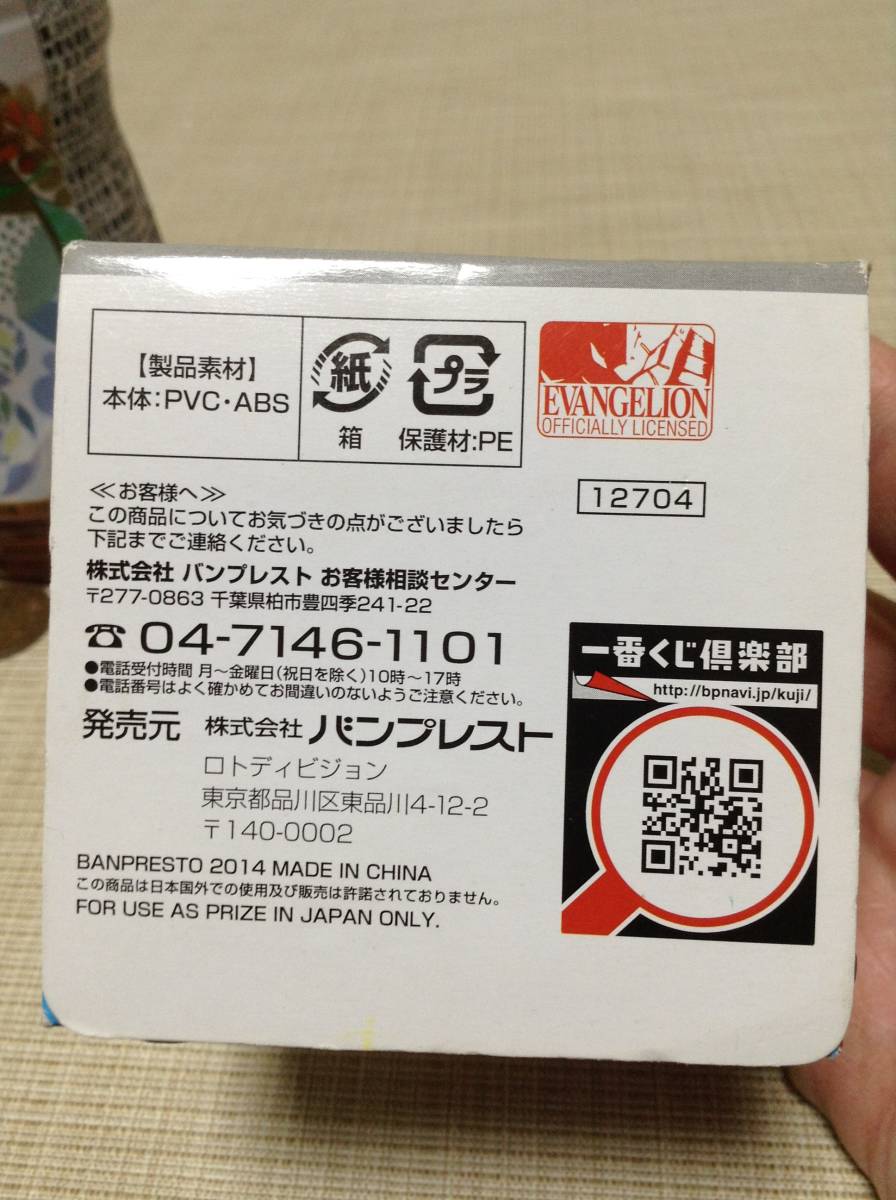 【製品素材】
本体:PVC・ABS
紙
箱
プラ
保護材:PE
EVANGELION
OFFICIALLY LICENSED
12704
≪お客様へ≫
この商品についてお気づきの点がございましたら
下記までご連絡ください。
株式会社 バンプレスト お客様相談センター
〒277-0863 千葉県柏市豊四季241-22
☎ 04-7146-1101
●電話受付時間 月〜金曜日(祝日を除く)10時〜17時
●電話番号はよく確かめてお間違いのないようご注意ください。
発売元 株式会社 バンプレスト
ロトディビジョン
東京都品川区東品川4-12-2
〒140-0002
BANPRESTO 2014 MADE IN CHINA
この商品は日本国外での使用及び販売は許諾されておりません。
FOR USE AS PRIZE IN JAPAN ONLY.
一番くじ倶楽部
http://bpnavi.jp/kuji/